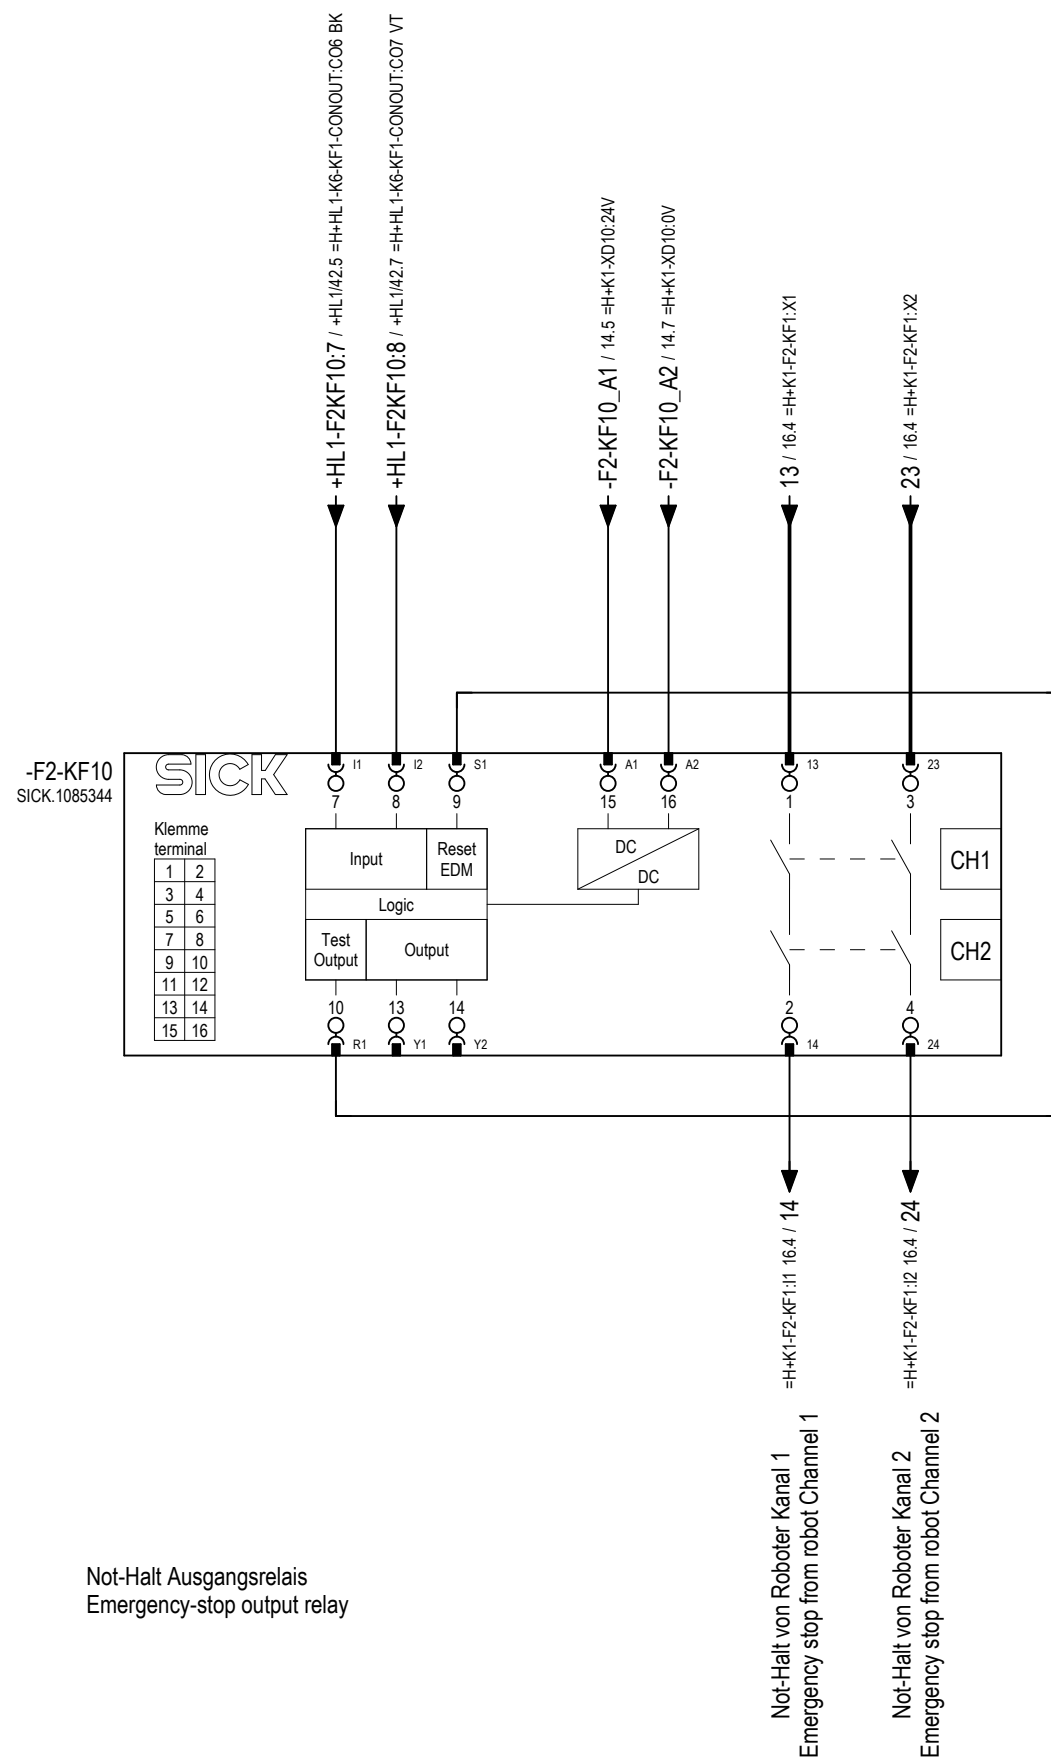 +HL1-F2KF10:7 / +HL1/42.5 =H+HL1-K6-KF1-CONOUT:CO6 BK
+HL1-F2KF10:8 / +HL1/42.7 =H+HL1-K6-KF1-CONOUT:CO7 VT
-F2-KF10_A1 / 14.5 =H+K1-XD10:24V
-F2-KF10_A2 / 14.7 =H+K1-XD10:0V
13 / 16.4 =H+K1-F2-KF1:X1
23 / 16.4 =H+K1-F2-KF1:X2
-F2-KF10
SICK.1085344
SICK
I1 I2 S1 A1 A2 13 23
7 8 9 15 16 1 3
Klemme
terminal
1 2
3 4
5 6
7 8
9 10
11 12
13 14
15 16
Input
Reset
EDM
Logic
Test
Output
Output
DC
DC
CH1
CH2
10 13 14 2 4
R1 Y1 Y2 14 24
=H+K1-F2-KF1:I1 16.4 / 14
=H+K1-F2-KF1:I2 16.4 / 24
Not-Halt von Roboter Kanal 1
Emergency stop from robot Channel 1
Not-Halt von Roboter Kanal 2
Emergency stop from robot Channel 2
Not-Halt Ausgangsrelais
Emergency-stop output relay